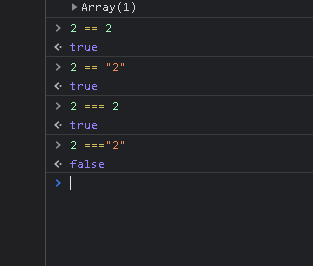 ▶ Array(1)
> 2 == 2
<· true
> 2 == "2"
<· true
> 2 === 2
<· true
> 2 ==="2"
<· false
>